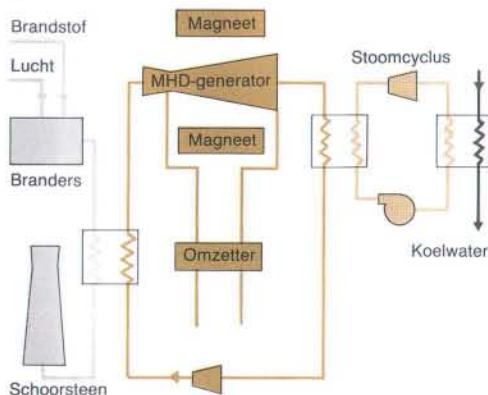 Magneet
Brandstof
Lucht
Stoomcyclus
MHD-generator
Magneet
Branders
Koelwater
Omzetter
Schoorsteen